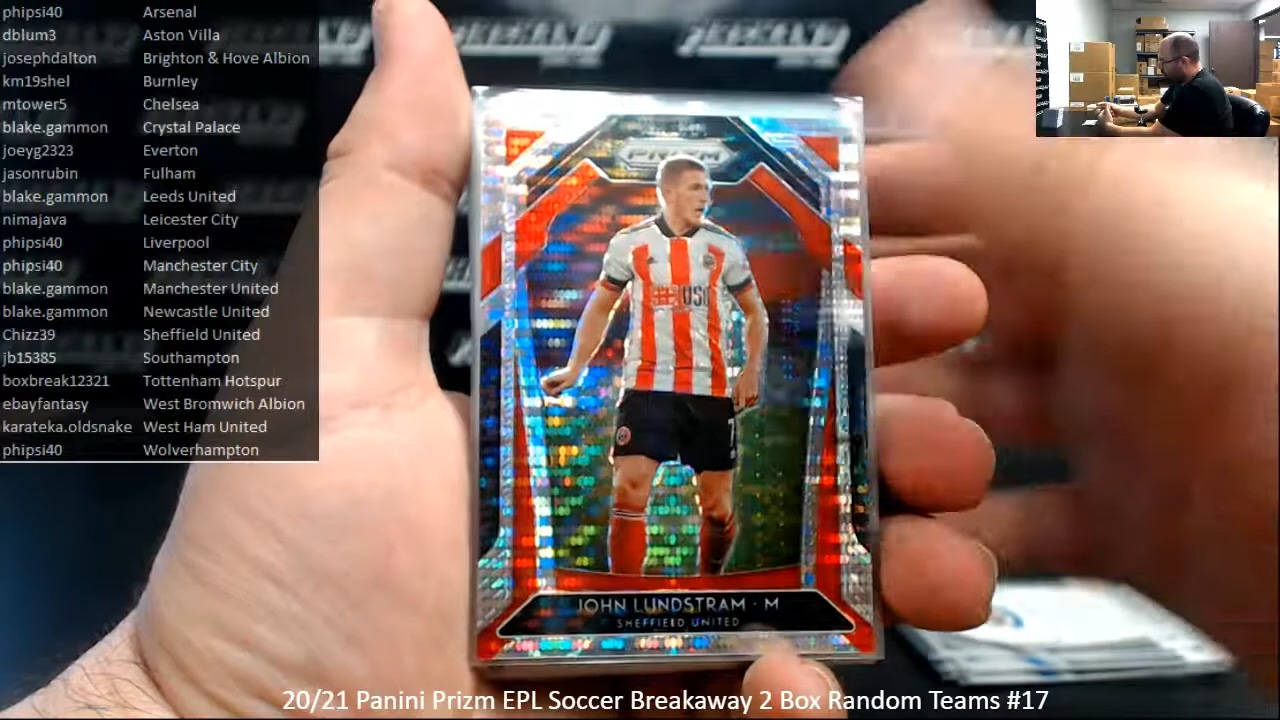 phipsi40 Arsenal
dblum3 Aston Villa
josephdalton Brighton & Hove Albion
km19shel Burnley
mtower5 Chelsea
blake.gammon Crystal Palace
joeyg2323 Everton
jasonrubin Fulham
blake.gammon Leeds United
nimajava Leicester City
phipsi40 Liverpool
phipsi40 Manchester City
blake.gammon Manchester United
blake.gammon Newcastle United
Chizz39 Sheffield United
jb15385 Southampton
boxbreak12321 Tottenham Hotspur
ebayfantasy West Bromwich Albion
karateka.oldsnake West Ham United
phipsi40 Wolverhampton
PRIZM
USG
JOHN LUNDSTRAM · M
SHEFFIELD UNITED
20/21 Panini Prizm EPL Soccer Breakaway 2 Box Random Teams #17